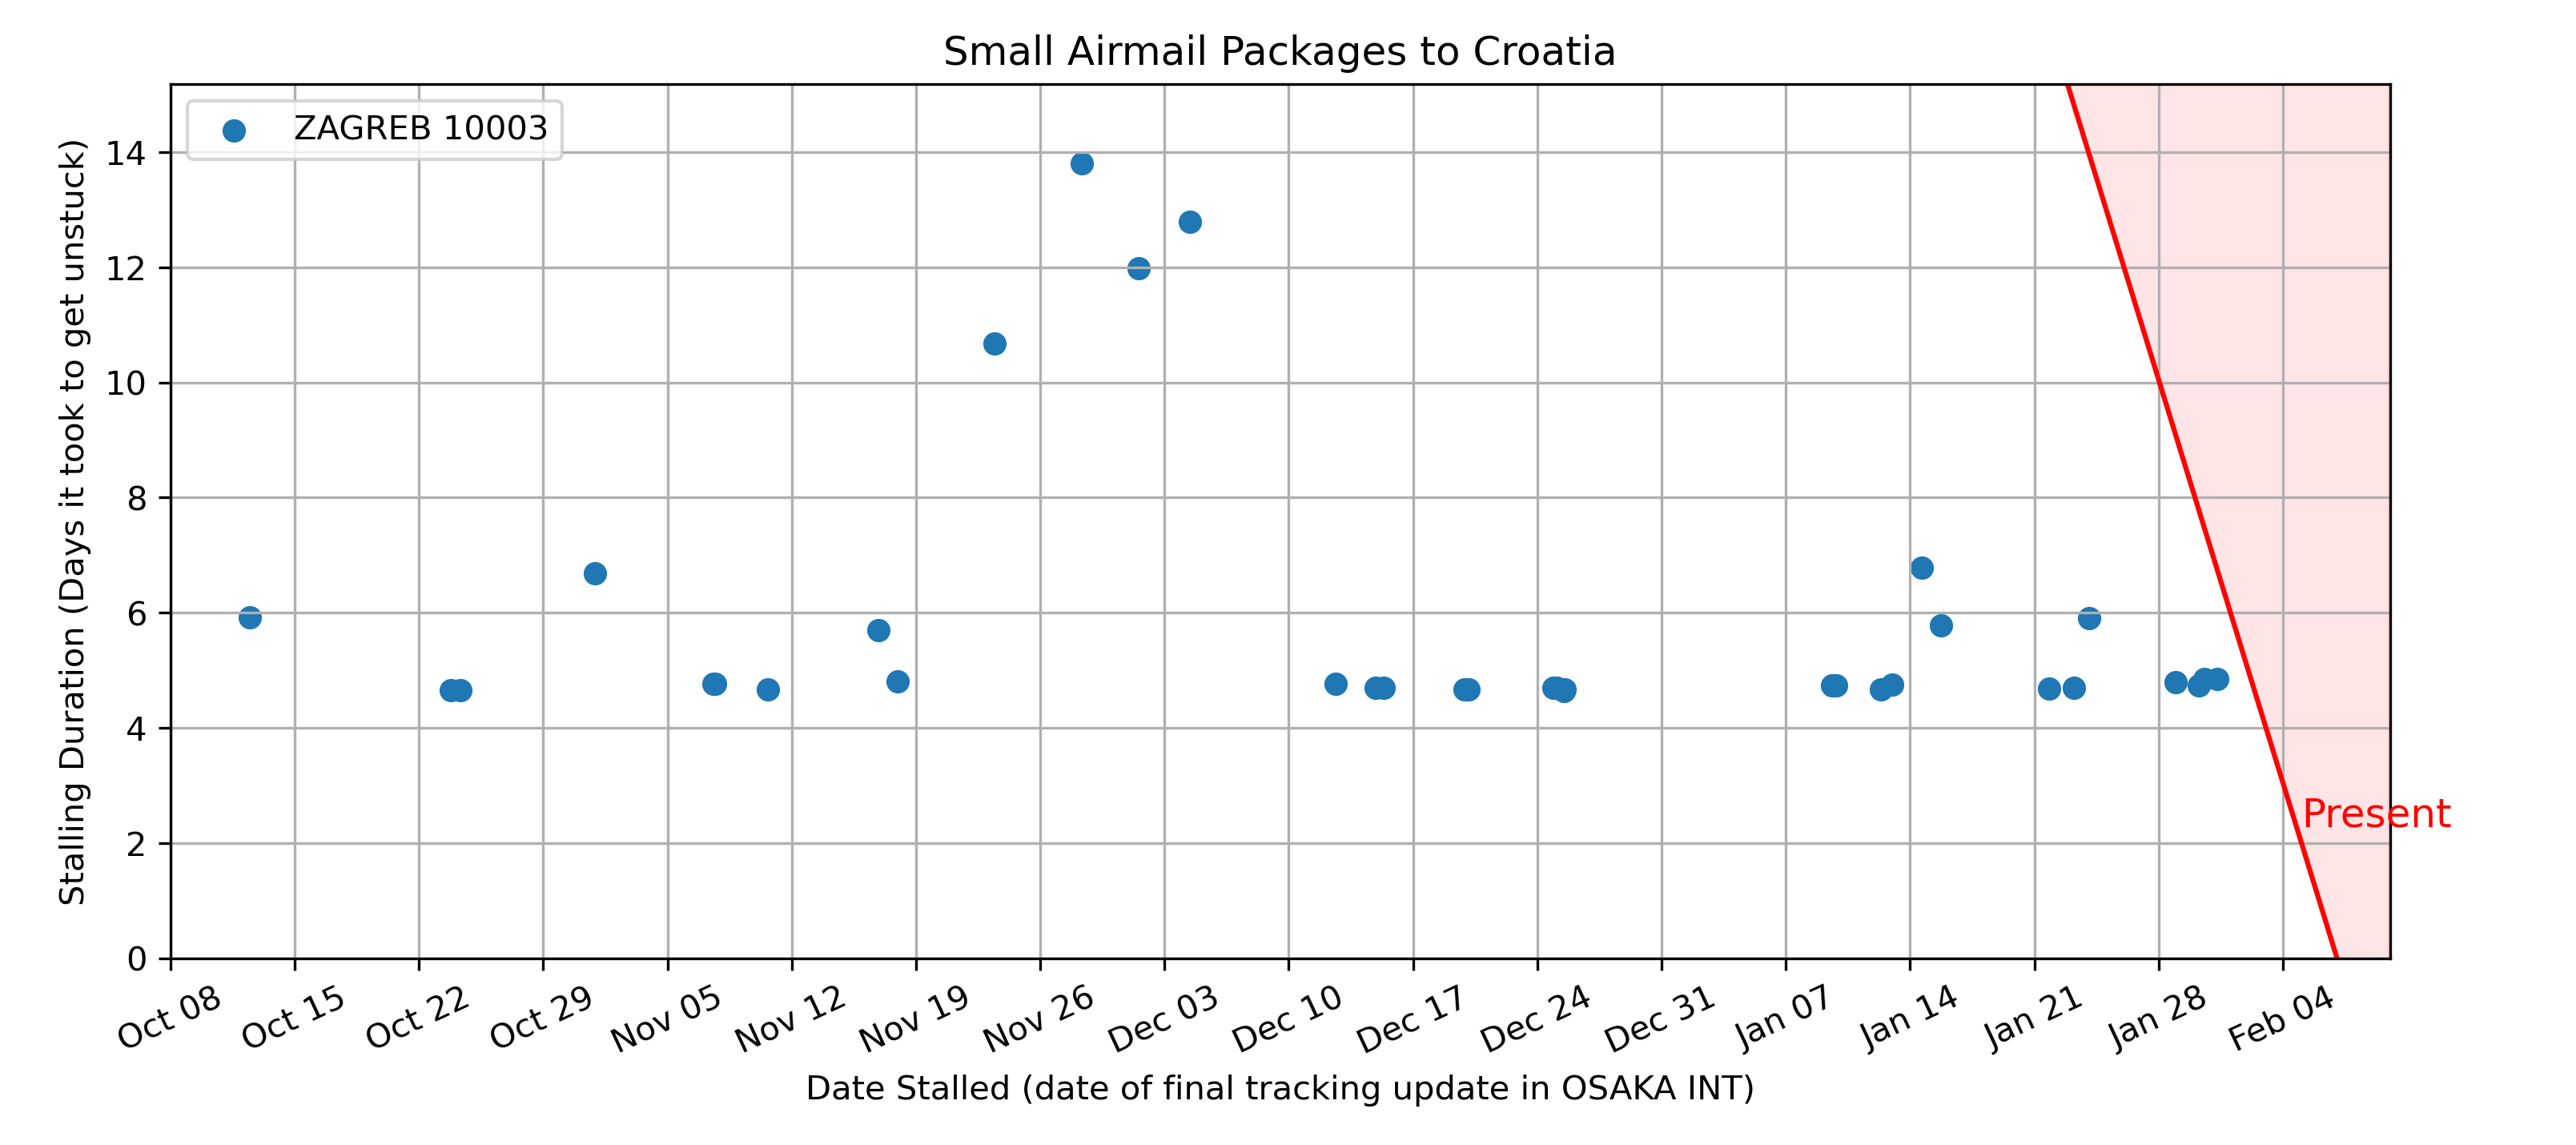 Small Airmail Packages to Croatia
ZAGREB 10003
Stalling Duration (Days it took to get unstuck)
14
12
10
8
6
4
2
0
Present
Oct 08 Oct 15 Oct 22 Oct 29 Nov 05 Nov 12 Nov 19 Nov 26 Dec 03 Dec 10 Dec 17 Dec 24 Dec 31 Jan 07 Jan 14 Jan 21 Jan 28 Feb 04
Date Stalled (date of final tracking update in OSAKA INT)